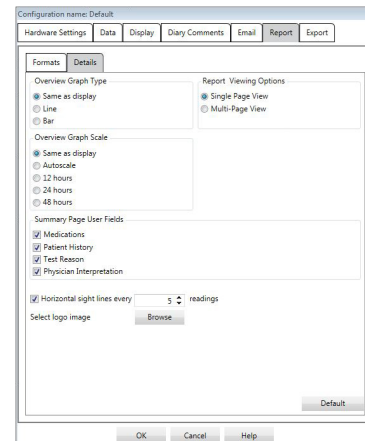 Configuration name: Default
Hardware Settings Data Display Diary Comments Email Report Export
Formats Details
Overview Graph Type
Same as display
Line
Bar
Report Viewing Options
Single Page View
Multi-Page View
Overview Graph Scale
Same as display
Autoscale
12 hours
24 hours
48 hours
Summary Page User Fields
Medications
Patient History
Test Reason
Physician Interpretation
Horizontal sight lines every 5 readings
Select logo image Browse
Default
OK Cancel Help